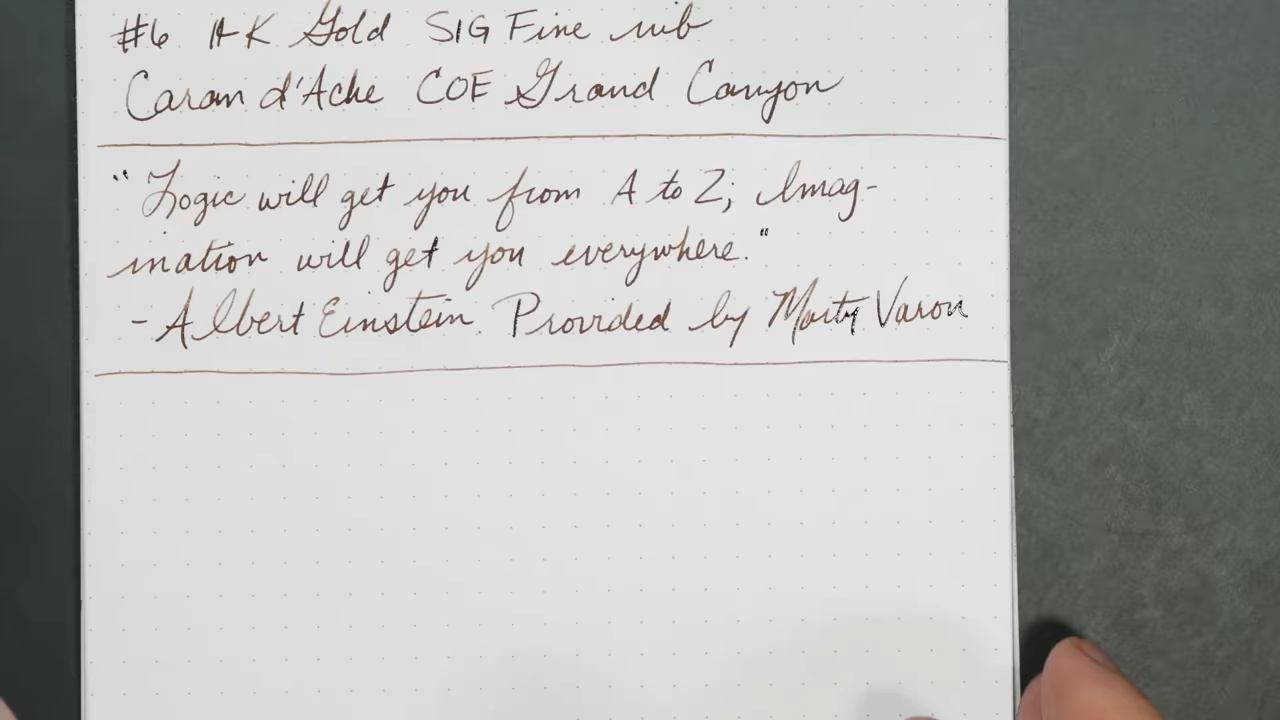 #6 14K Gold SIG Fine nib
Caran d'Ache COE Grand Canyon
"Logic will get you from A to Z; Imag-
ination will get you everywhere."
- Albert Einstein. Provided by Marty Varon